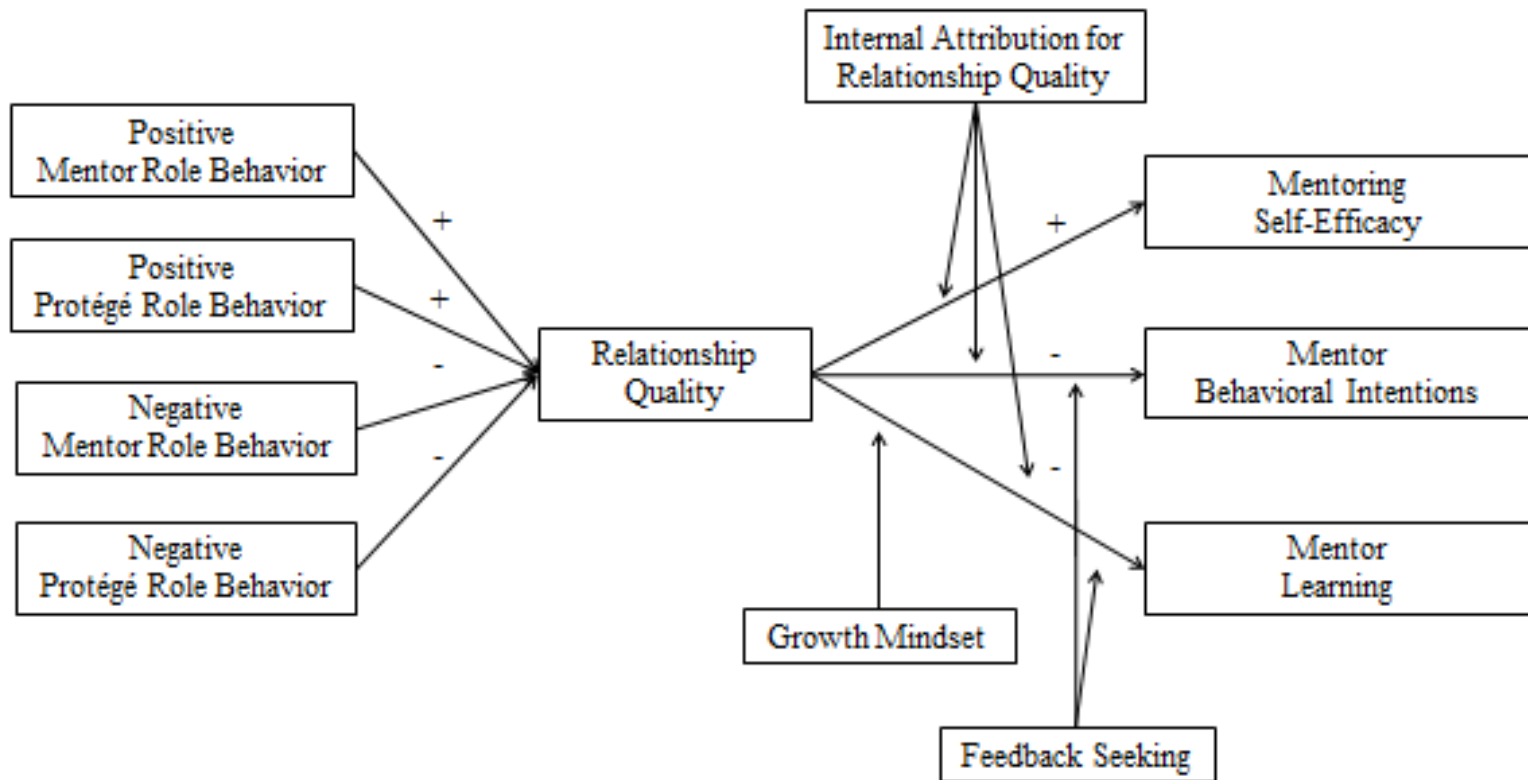 Internal Attribution for
Relationship Quality
Positive
Mentor Role Behavior
+
Positive
Protégé Role Behavior
+
-
Negative
Mentor Role Behavior
-
Negative
Protégé Role Behavior
Relationship
Quality
+
Mentoring
Self-Efficacy
-
Mentor
Behavioral Intentions
-
Mentor
Learning
Growth Mindset
Feedback Seeking